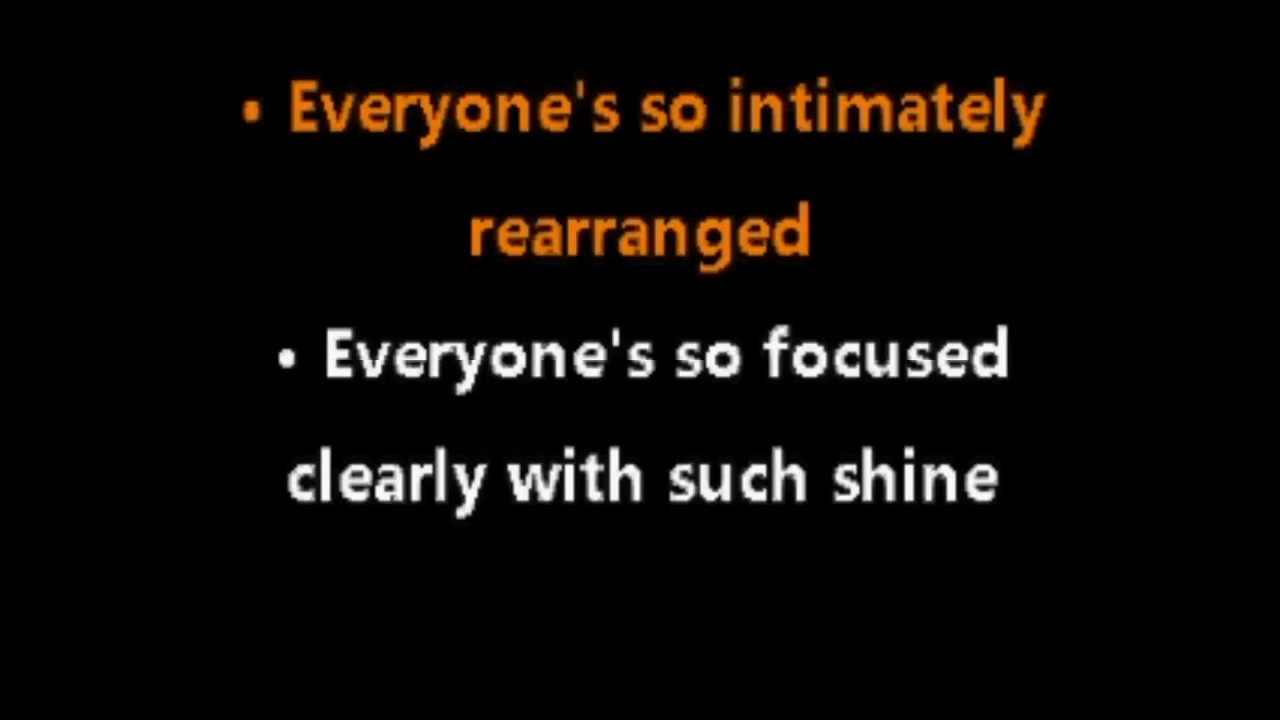 • Everyone's so intimately
rearranged
• Everyone's so focused
clearly with such shine